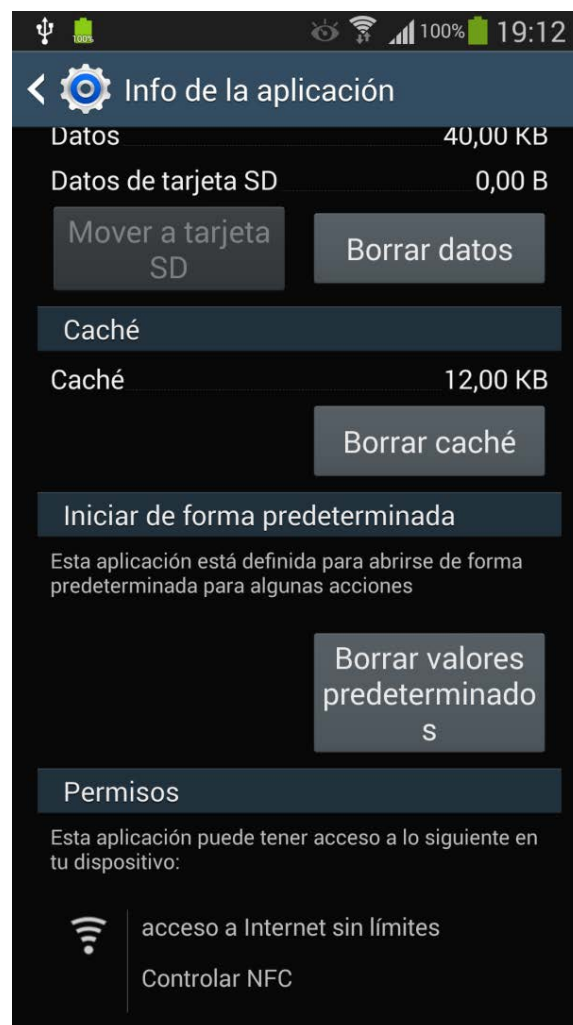 100% 100% 19:12
Info de la aplicación
Datos 40,00 KB
Datos de tarjeta SD 0,00 B
Mover a tarjeta
SD
Borrar datos
Caché
Caché 12,00 KB
Borrar caché
Iniciar de forma predeterminada
Esta aplicación está definida para abrirse de forma
predeterminada para algunas acciones
Borrar valores
predeterminado
s
Permisos
Esta aplicación puede tener acceso a lo siguiente en
tu dispositivo:
acceso a Internet sin límites
Controlar NFC